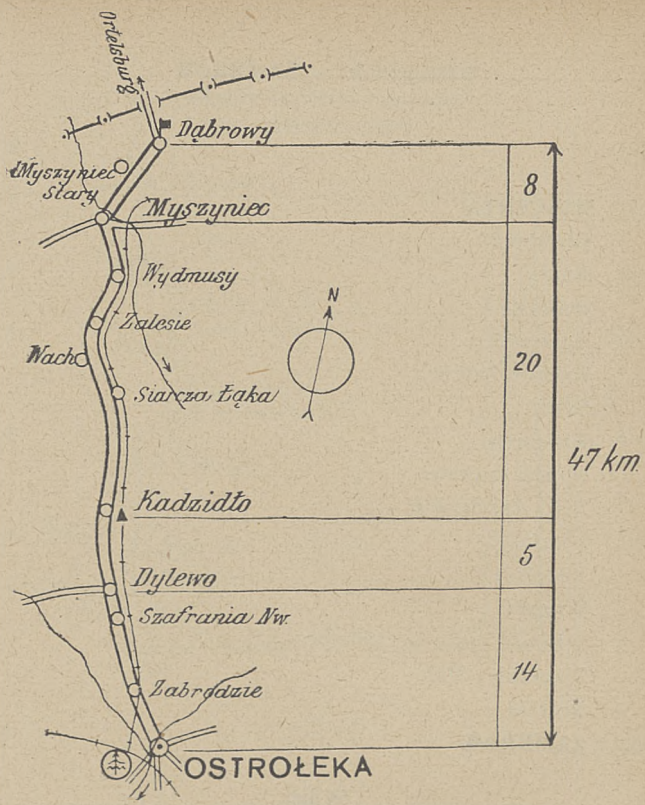 Ortelsburg
Dąbrowy
Myszyniec
Stary
Myszyniec
8
Wydmusy
N
Zalesie
Wach
20
Siarcza Łąka
47 km.
Kadzidło
5
Dylewo
Szafrania Nw.
14
Zabrodzie
OSTROŁEKA